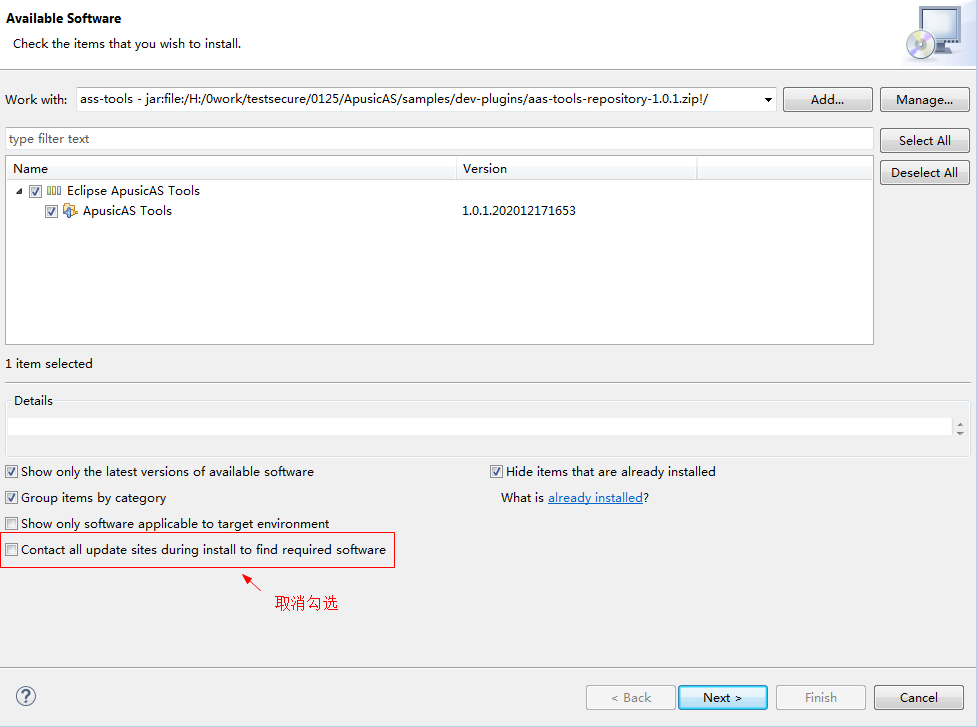 Available Software
Check the items that you wish to install.
Work with: ass-tools - jar:file:/H:/0work/testsecure/0125/ApusicAS/samples/dev-plugins/aas-tools-repository-1.0.1.zip!/ Add... Manage...
type filter text Select All
Name Version Deselect All
Eclipse ApusicAS Tools
ApusicAS Tools 1.0.1.202012171653
1 item selected
Details
Show only the latest versions of available software Hide items that are already installed
Group items by category What is already installed?
Show only software applicable to target environment
Contact all update sites during install to find required software
取消勾选
? < Back Next > Finish Cancel